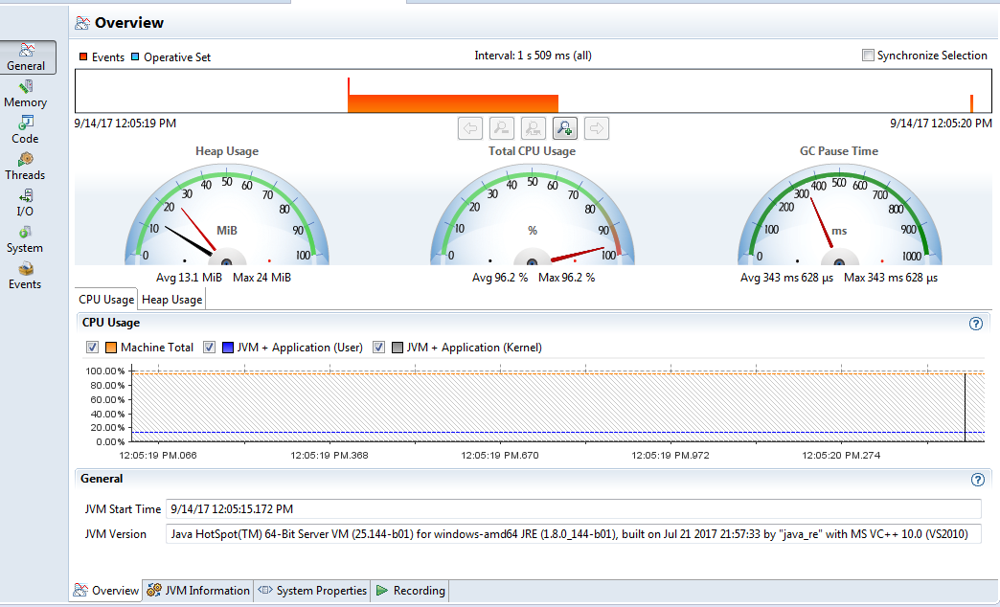 Overview
General
Memory
Code
Threads
I/O
System
Events
Events Operative Set Interval: 1 s 509 ms (all) Synchronize Selection
9/14/17 12:05:19 PM 9/14/17 12:05:20 PM
Heap Usage
0 10 20 30 40 50 60 70 80 90 100
MiB
Avg 13.1 MiB Max 24 MiB
Total CPU Usage
0 10 20 30 40 50 60 70 80 90 100
%
Avg 96.2 % Max 96.2 %
GC Pause Time
0 100 200 300 400 500 600 700 800 900 1000
ms
Avg 343 ms 628 µs Max 343 ms 628 µs
CPU Usage Heap Usage
CPU Usage
Machine Total JVM + Application (User) JVM + Application (Kernel)
100.00%
80.00%
60.00%
40.00%
20.00%
0.00%
12:05:19 PM.066 12:05:19 PM.368 12:05:19 PM.670 12:05:19 PM.972 12:05:20 PM.274
General
JVM Start Time 9/14/17 12:05:15.172 PM
JVM Version Java HotSpot(TM) 64-Bit Server VM (25.144-b01) for windows-amd64 JRE (1.8.0_144-b01), built on Jul 21 2017 21:57:33 by "java_re" with MS VC++ 10.0 (VS2010)
Overview JVM Information System Properties Recording